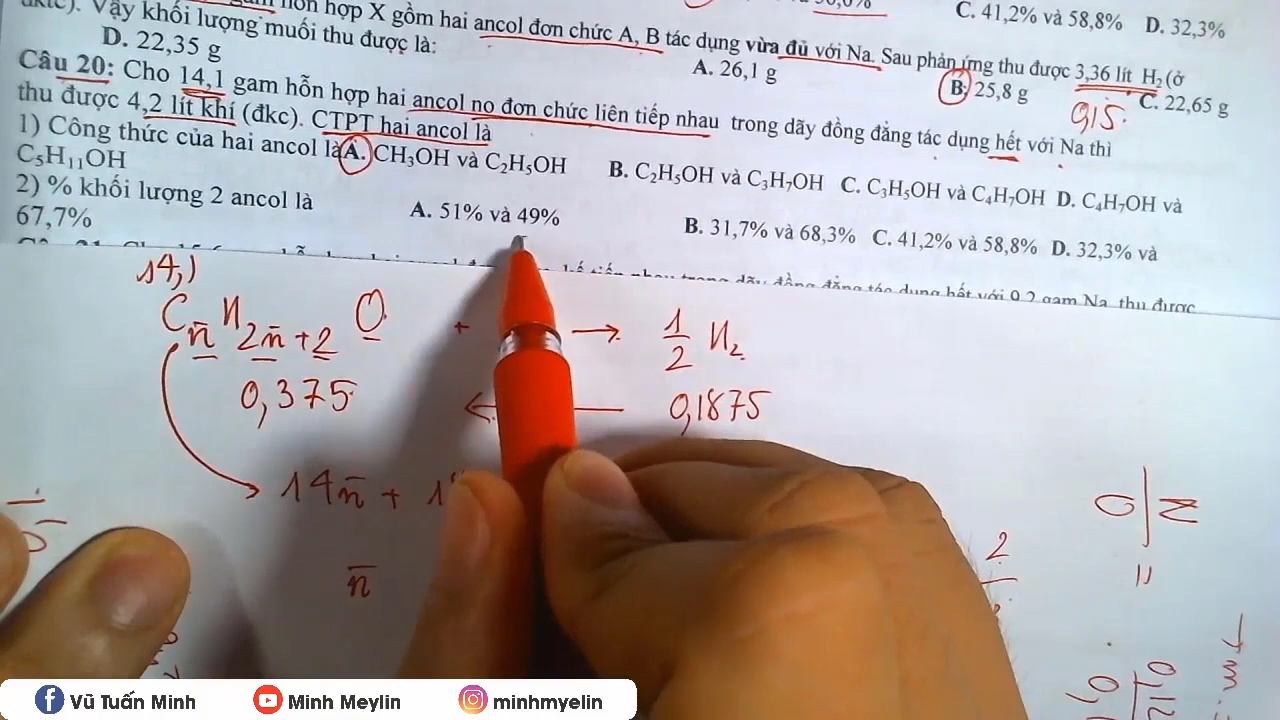 hỗn hợp X gồm hai ancol đơn chức A, B tác dụng vừa đủ với Na. Sau phản ứng thu được 3,36 lít H₂ (ở
Vậy khối lượng muối thu được là:
A. 26,1 g B. 25,8 g C. 22,65 g
D. 22,35 g
C. 41,2% và 58,8% D. 32,3%
0,15
Câu 20: Cho 14,1 gam hỗn hợp hai ancol no đơn chức liên tiếp nhau trong dãy đồng đẳng tác dụng hết với Na thì
thu được 4,2 lít khí (đkc). CTPT hai ancol là
1) Công thức của hai ancol là A. CH₃OH và C₂H₅OH B. C₂H₅OH và C₃H₇OH C. C₃H₅OH và C₄H₇OH D. C₄H₇OH và
C₅H₁₁OH
2) % khối lượng 2 ancol là A. 51% và 49% B. 31,7% và 68,3% C. 41,2% và 58,8% D. 32,3% và
67,7%
14,1
Cn̄H2n̄+2O + → 1/2 H₂
0,375 ← 0,1875
14n̄ +
n̄
Vũ Tuấn Minh Minh Meylin minhmyelin